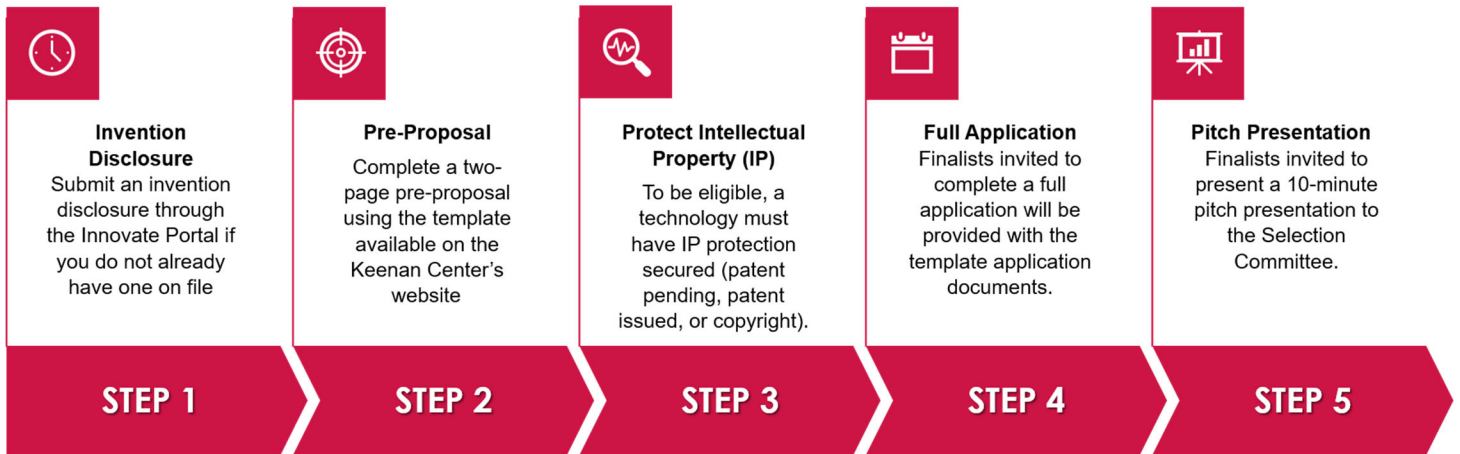 Invention
Disclosure
Submit an invention
disclosure through
the Innovate Portal if
you do not already
have one on file
STEP 1
Pre-Proposal
Complete a two-
page pre-proposal
using the template
available on the
Keenan Center’s
website
STEP 2
Protect Intellectual
Property (IP)
To be eligible, a
technology must
have IP protection
secured (patent
pending, patent
issued, or copyright).
STEP 3
Full Application
Finalists invited to
complete a full
application will be
provided with the
template application
documents.
STEP 4
Pitch Presentation
Finalists invited to
present a 10-minute
pitch presentation to
the Selection
Committee.
STEP 5